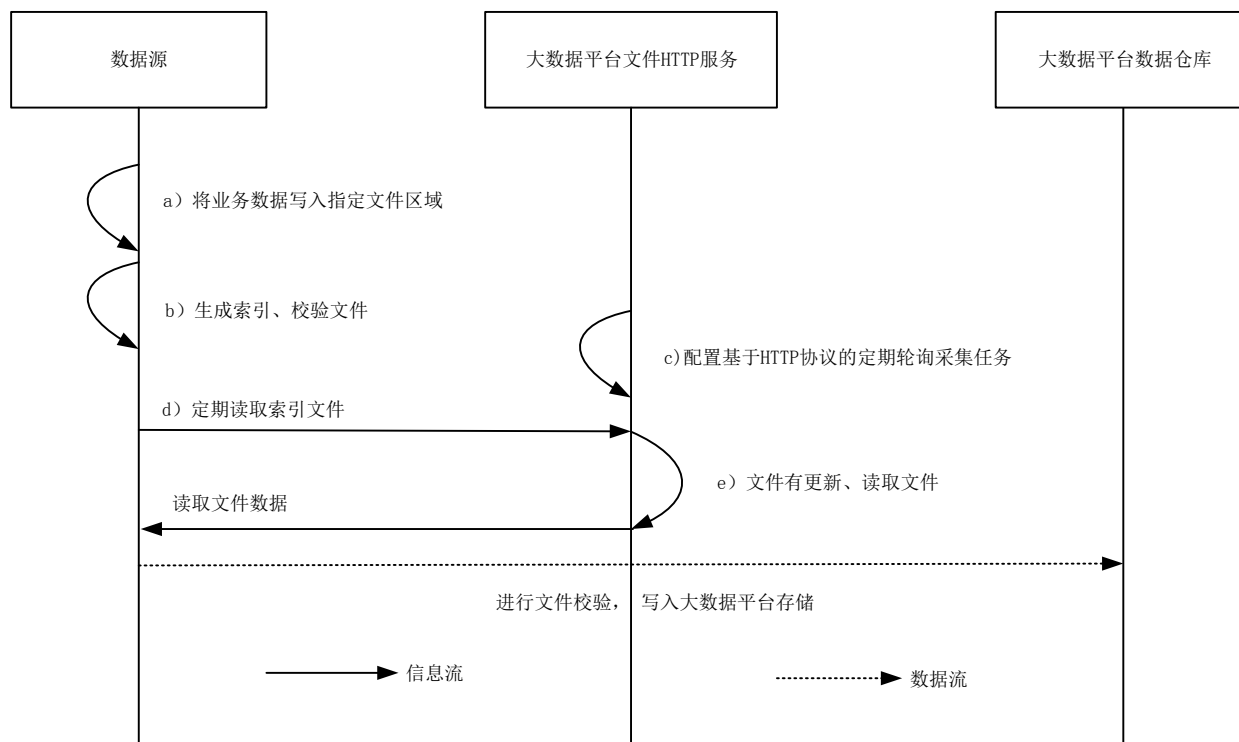 数据源
大数据平台文件HTTP服务
大数据平台数据仓库
a）将业务数据写入指定文件区域
b）生成索引、校验文件
c)配置基于HTTP协议的定期轮询采集任务
d）定期读取索引文件
e）文件有更新、读取文件
读取文件数据
进行文件校验， 写入大数据平台存储
信息流
数据流